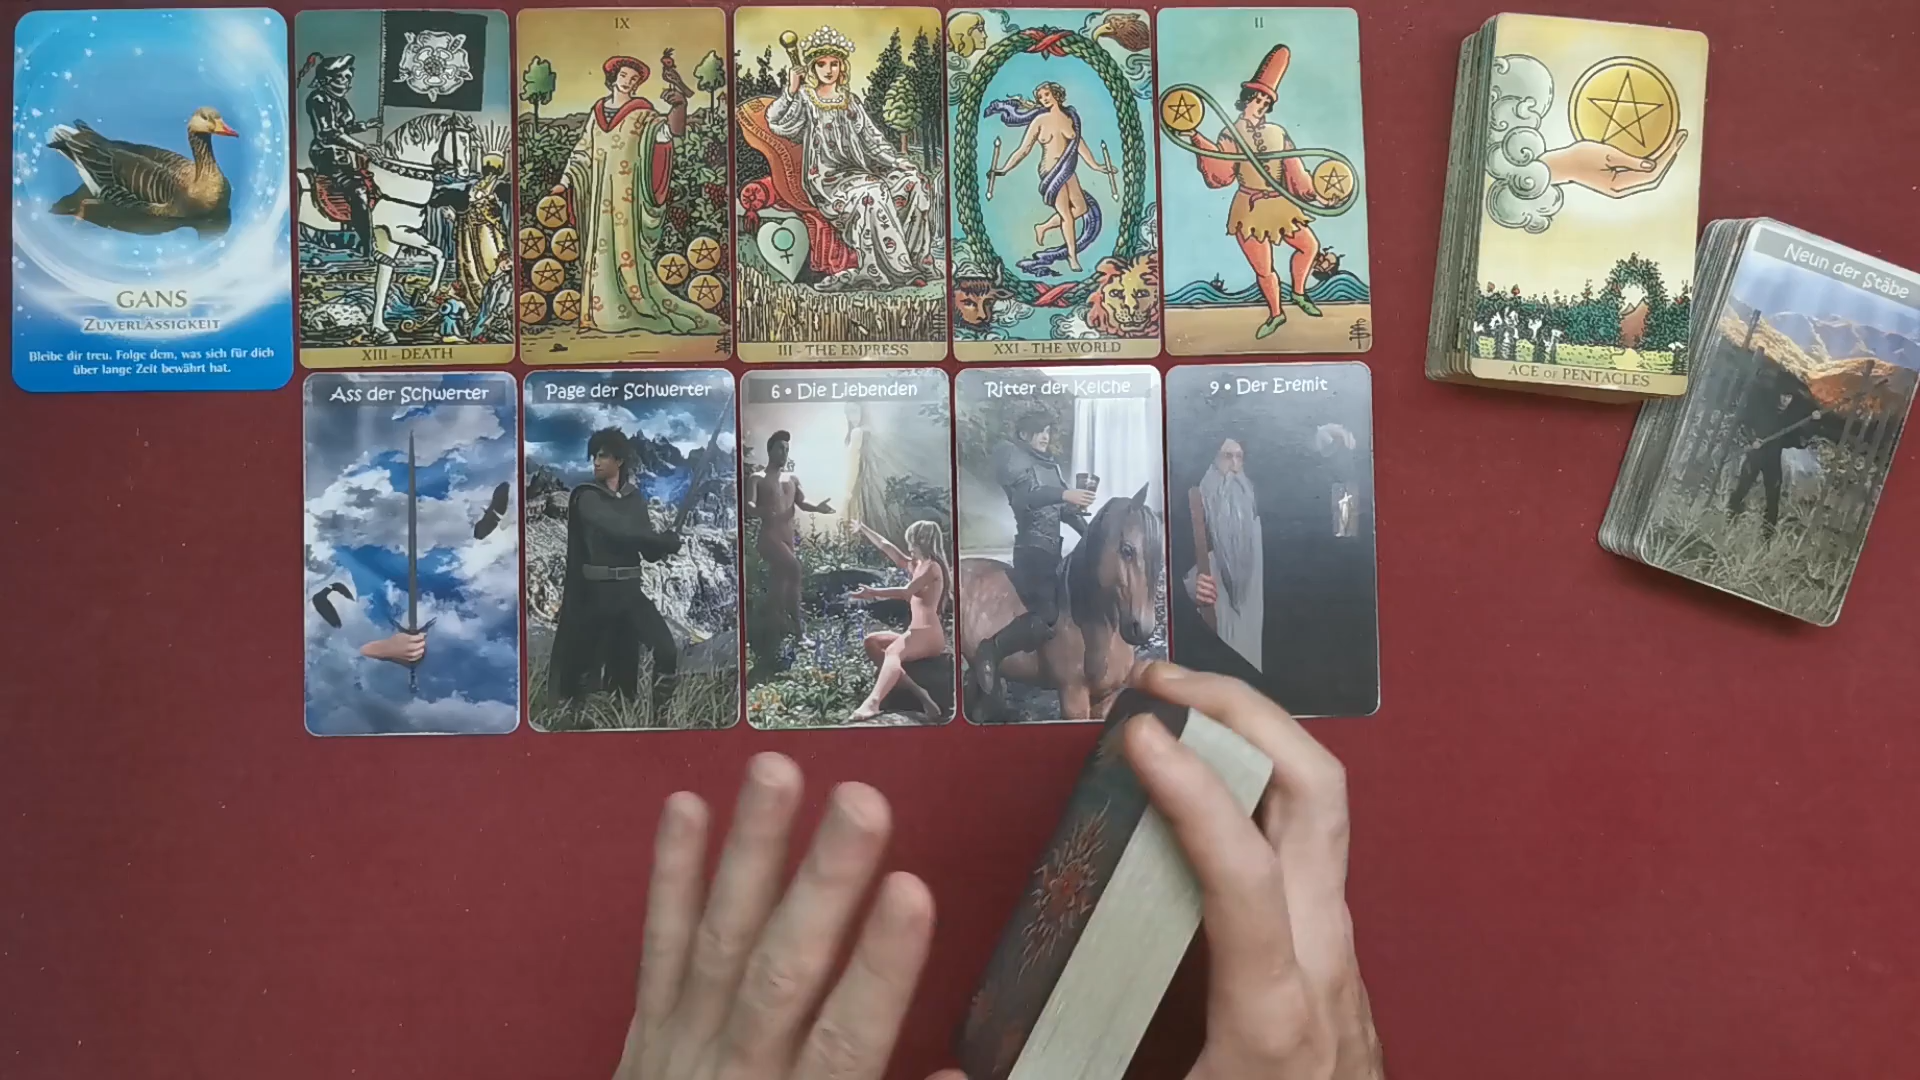 GANS
ZUVERLÄSSIGKEIT
Bleibe dir treu. Folge dem, was sich für dich
über lange Zeit bewährt hat.
XIII - DEATH
IX
III - THE EMPRESS
XXI - THE WORLD
II
ACE OF PENTACLES
Neun der Stäbe
Ass der Schwerter
Page der Schwerter
6 • Die Liebenden
Ritter der Kelche
9 • Der Eremit